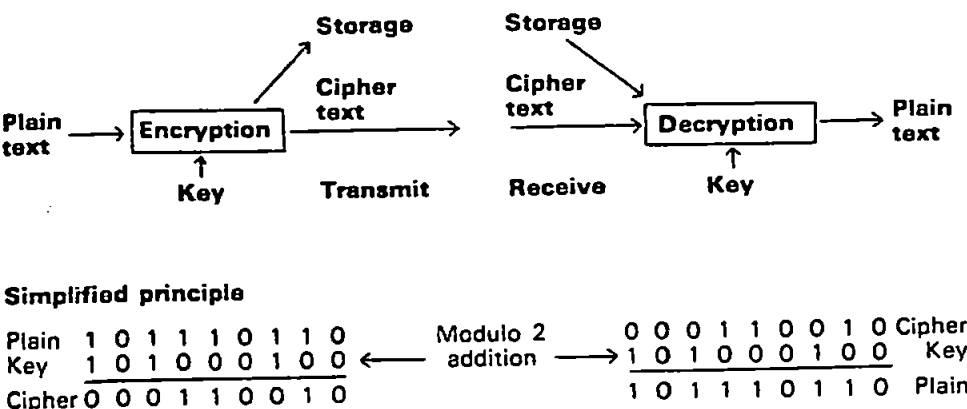 Storage
Storage
Cipher text
Cipher text
Plain text
Encryption
Decryption
Plain text
Key
Transmit
Receive
Key
Simplified principle
Plain 1 0 1 1 1 0 1 1 0
Key 1 0 1 0 0 0 1 0 0
Cipher 0 0 0 1 1 0 0 1 0
Modulo 2
addition
0 0 0 1 1 0 0 1 0 Cipher
1 0 1 0 0 0 1 0 0 Key
1 0 1 1 1 0 1 1 0 Plain